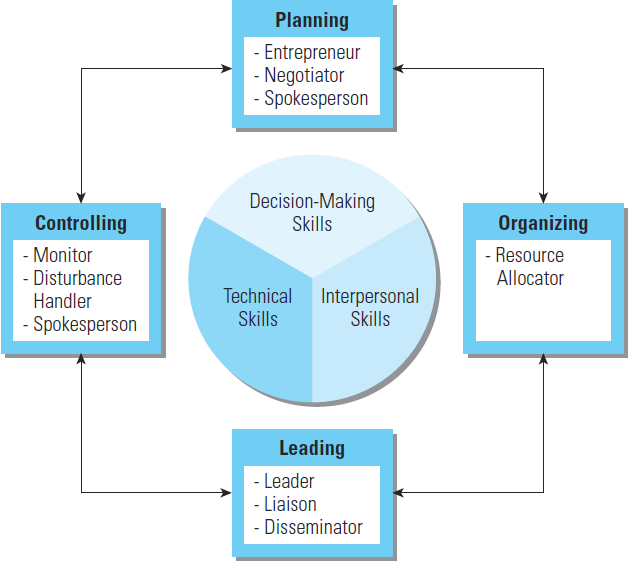 Planning
- Entrepreneur
- Negotiator
- Spokesperson
Controlling
- Monitor
- Disturbance
Handler
- Spokesperson
Decision-Making
Skills
Technical
Skills
Interpersonal
Skills
Organizing
- Resource
Allocator
Leading
- Leader
- Liaison
- Disseminator